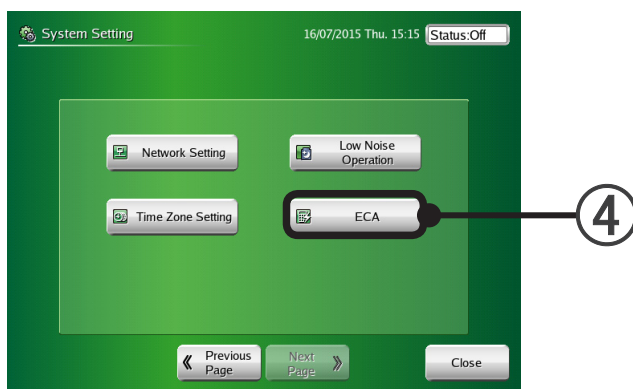 System Setting
16/07/2015 Thu. 15:15
Status:Off
Network Setting
Low Noise
Operation
Time Zone Setting
ECA
④
Previous
Page
Next
Page
Close